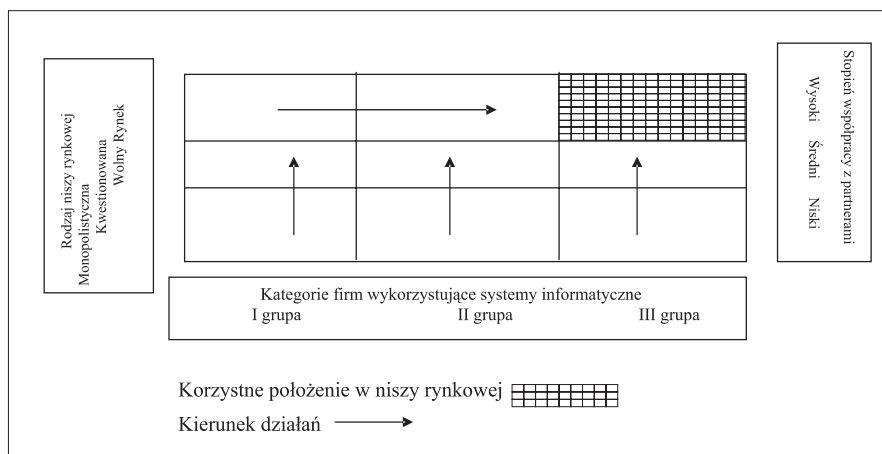 Rodzaj niszy rynkowej
Monopolistyczna
Kwestionowana
Wolny Rynek
Stopień współpracy z partnerami
Wysoki Średni Niski
Kategorie firm wykorzystujące systemy informatyczne
I grupa II grupa III grupa
Korzystne położenie w niszy rynkowej
Kierunek działań